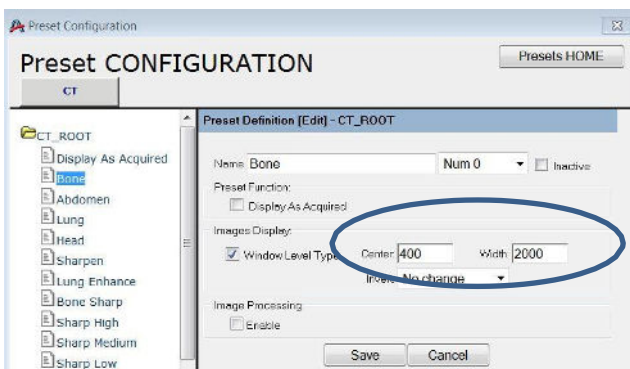 Preset Configuration
Preset CONFIGURATION
Presets HOME
CT
CT_ROOT
Display As Acquired
Bone
Abdomen
Lung
Head
Sharpen
Lung Enhance
Bone Sharp
Sharp High
Sharp Medium
Sharp Low
Preset Definition [Edit] - CT_ROOT
Name Bone Num 0 Inactive
Preset Function:
Display As Acquired
Images Display:
Window Level Type Center 400 Width 2000
Invert No change
Image Processing
Enable
Save Cancel